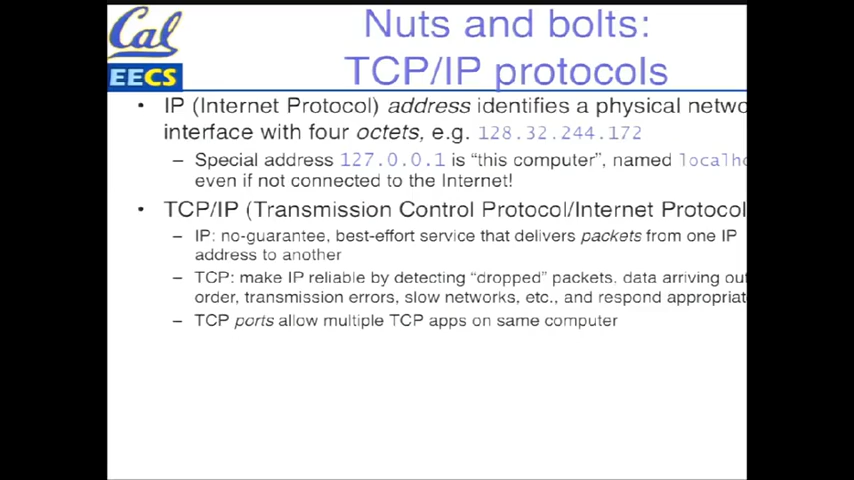 Cal
EECS
Nuts and bolts:
TCP/IP protocols
• IP (Internet Protocol) address identifies a physical netwo
interface with four octets, e.g. 128.32.244.172
– Special address 127.0.0.1 is “this computer”, named localho
even if not connected to the Internet!
• TCP/IP (Transmission Control Protocol/Internet Protocol
– IP: no-guarantee, best-effort service that delivers packets from one IP
address to another
– TCP: make IP reliable by detecting “dropped” packets. data arriving out
order, transmission errors, slow networks, etc., and respond appropriat
– TCP ports allow multiple TCP apps on same computer